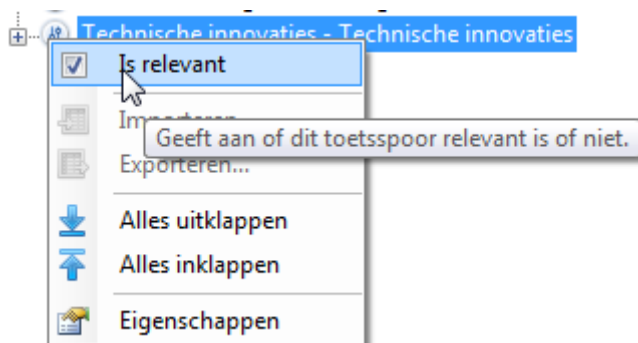 Technische innovaties - Technische innovaties
Is relevant
Geeft aan of dit toetsspoor relevant is of niet.
Exporteren...
Alles uitklappen
Alles inklappen
Eigenschappen